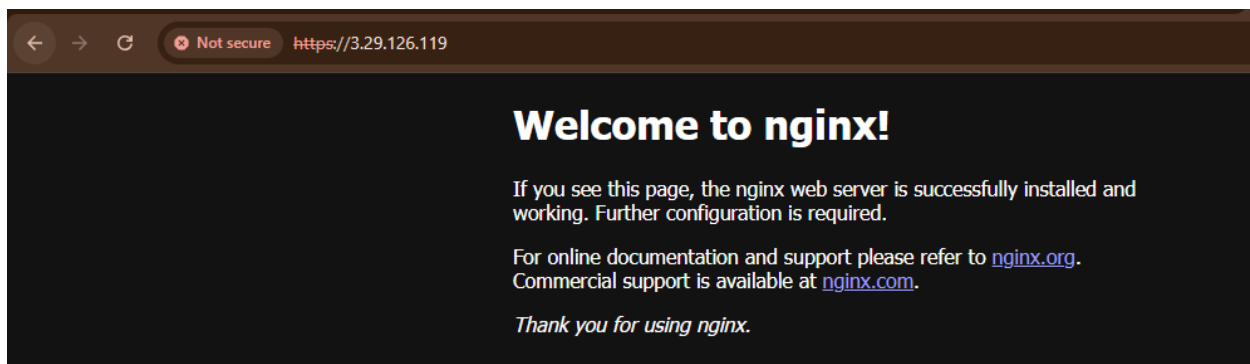 Not secure https://3.29.126.119
Welcome to nginx!
If you see this page, the nginx web server is successfully installed and
working. Further configuration is required.
For online documentation and support please refer to nginx.org.
Commercial support is available at nginx.com.
Thank you for using nginx.